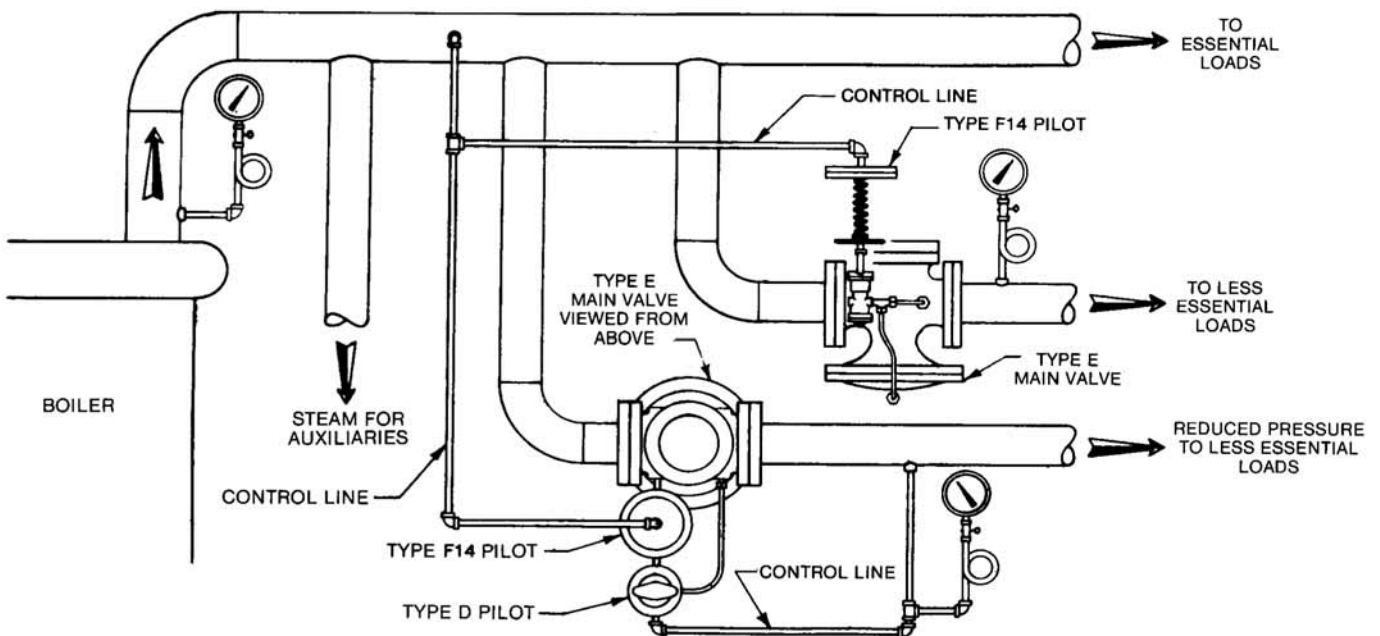 TO
ESSENTIAL
LOADS
CONTROL LINE
TYPE F14 PILOT
TYPE E
MAIN VALVE
VIEWED FROM
ABOVE
TO LESS
ESSENTIAL
LOADS
TYPE E
MAIN VALVE
BOILER
STEAM FOR
AUXILIARIES
REDUCED PRESSURE
TO LESS ESSENTIAL
LOADS
CONTROL LINE
TYPE F14 PILOT
CONTROL LINE
TYPE D PILOT